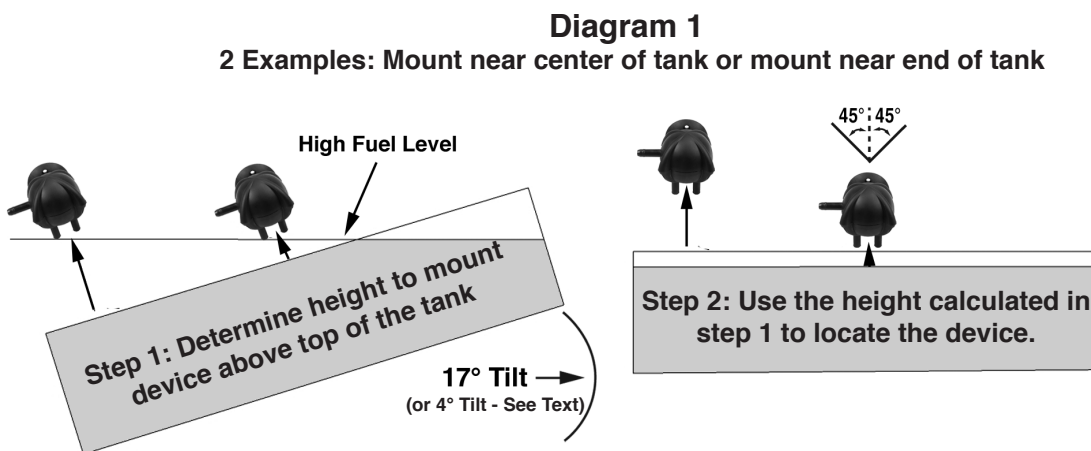 Diagram 1
2 Examples: Mount near center of tank or mount near end of tank
High Fuel Level
45° 45°
Step 1: Determine height to mount
device above top of the tank
17° Tilt
(or 4° Tilt - See Text)
Step 2: Use the height calculated in
step 1 to locate the device.